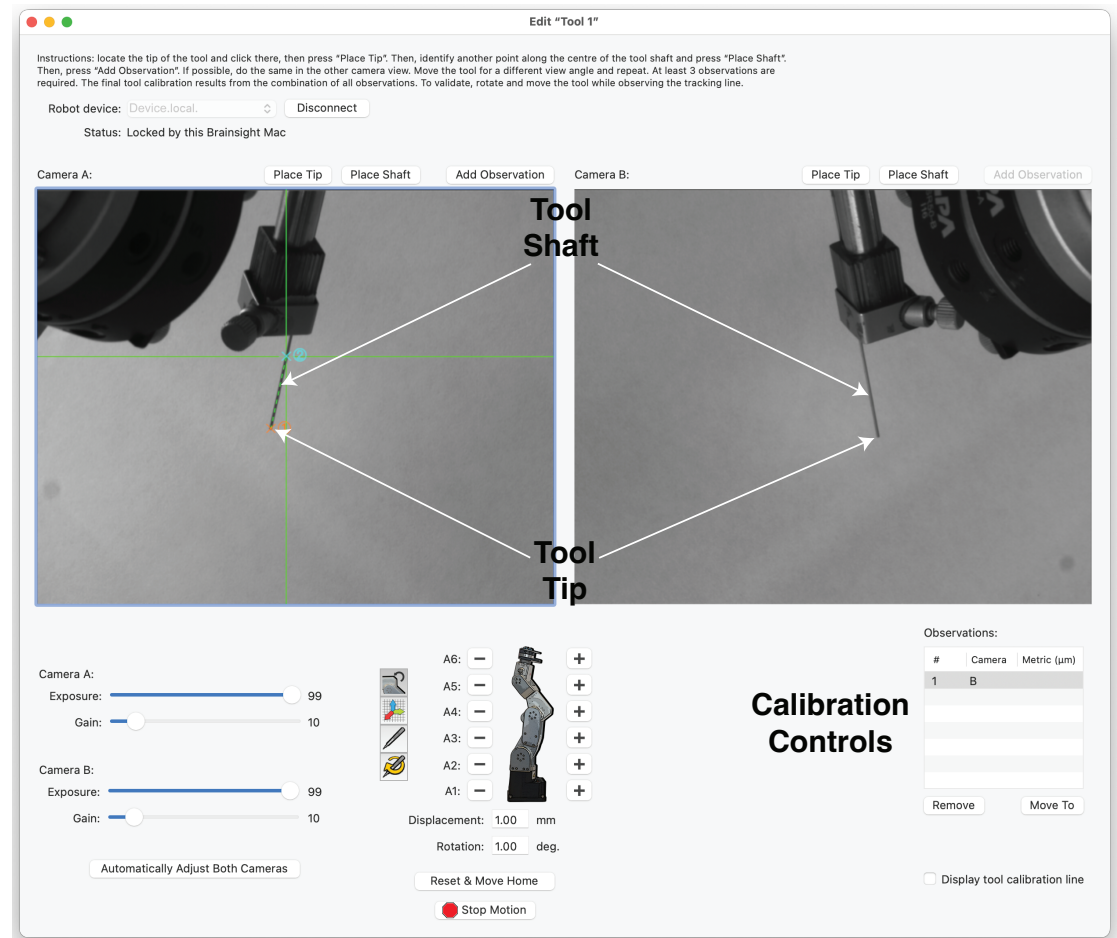 Edit “Tool 1”
Instructions: locate the tip of the tool and click there, then press “Place Tip”. Then, identify another point along the centre of the tool shaft and press “Place Shaft”.
Then, press “Add Observation”. If possible, do the same in the other camera view. Move the tool for a different view angle and repeat. At least 3 observations are
required. The final tool calibration results from the combination of all observations. To validate, rotate and move the tool while observing the tracking line.
Robot device: Device.local. Disconnect
Status: Locked by this Brainsight Mac
Camera A: Place Tip Place Shaft Add Observation
Camera B: Place Tip Place Shaft Add Observation
Tool
Shaft
2
Tool
Tip
Camera A:
Exposure: 99
Gain: 10
Camera B:
Exposure: 99
Gain: 10
Automatically Adjust Both Cameras
A6:
A5:
A4:
A3:
A2:
A1:
Displacement: 1.00 mm
Rotation: 1.00 deg.
Reset & Move Home
Stop Motion
Calibration
Controls
Observations:
# Camera Metric (µm)
1 B
Remove Move To
Display tool calibration line